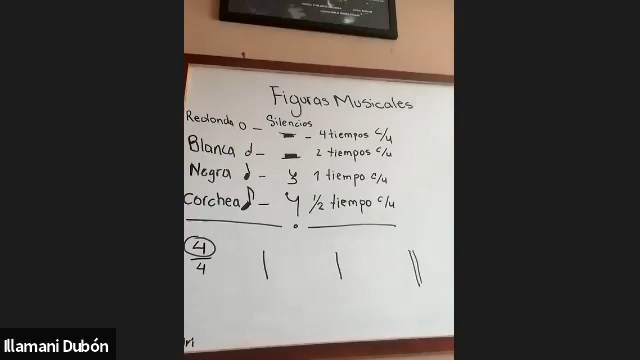 Figuras Musicales
Silencios
Redonda o – – 4 tiempos c/u
Blanca – 2 tiempos c/u
Negra – 1 tiempo c/u
Corchea – 1/2 tiempo c/u
4
4
Illamani Dubón